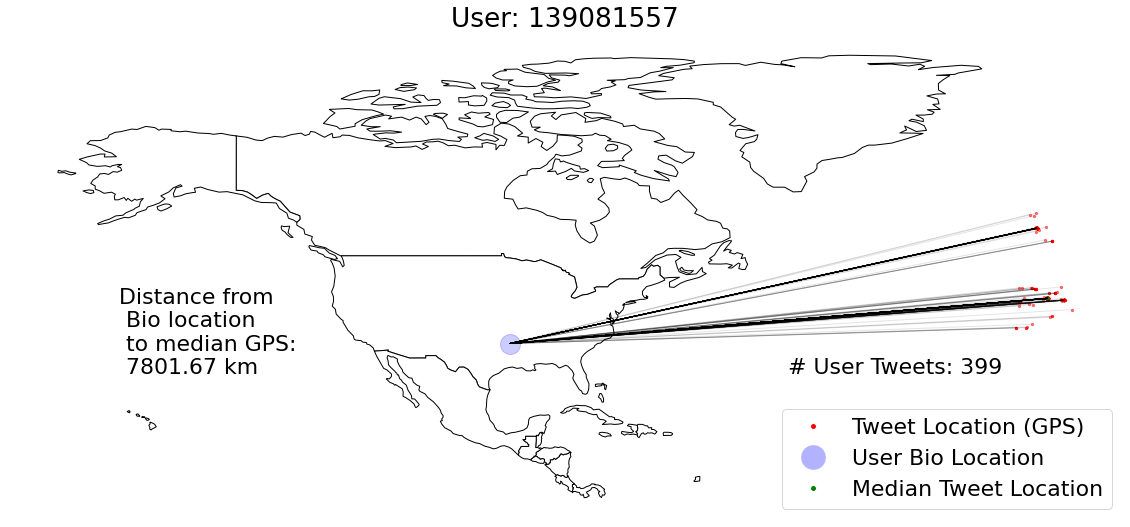 User: 139081557
Distance from
Bio location
to median GPS:
7801.67 km
# User Tweets: 399
Tweet Location (GPS)
User Bio Location
Median Tweet Location